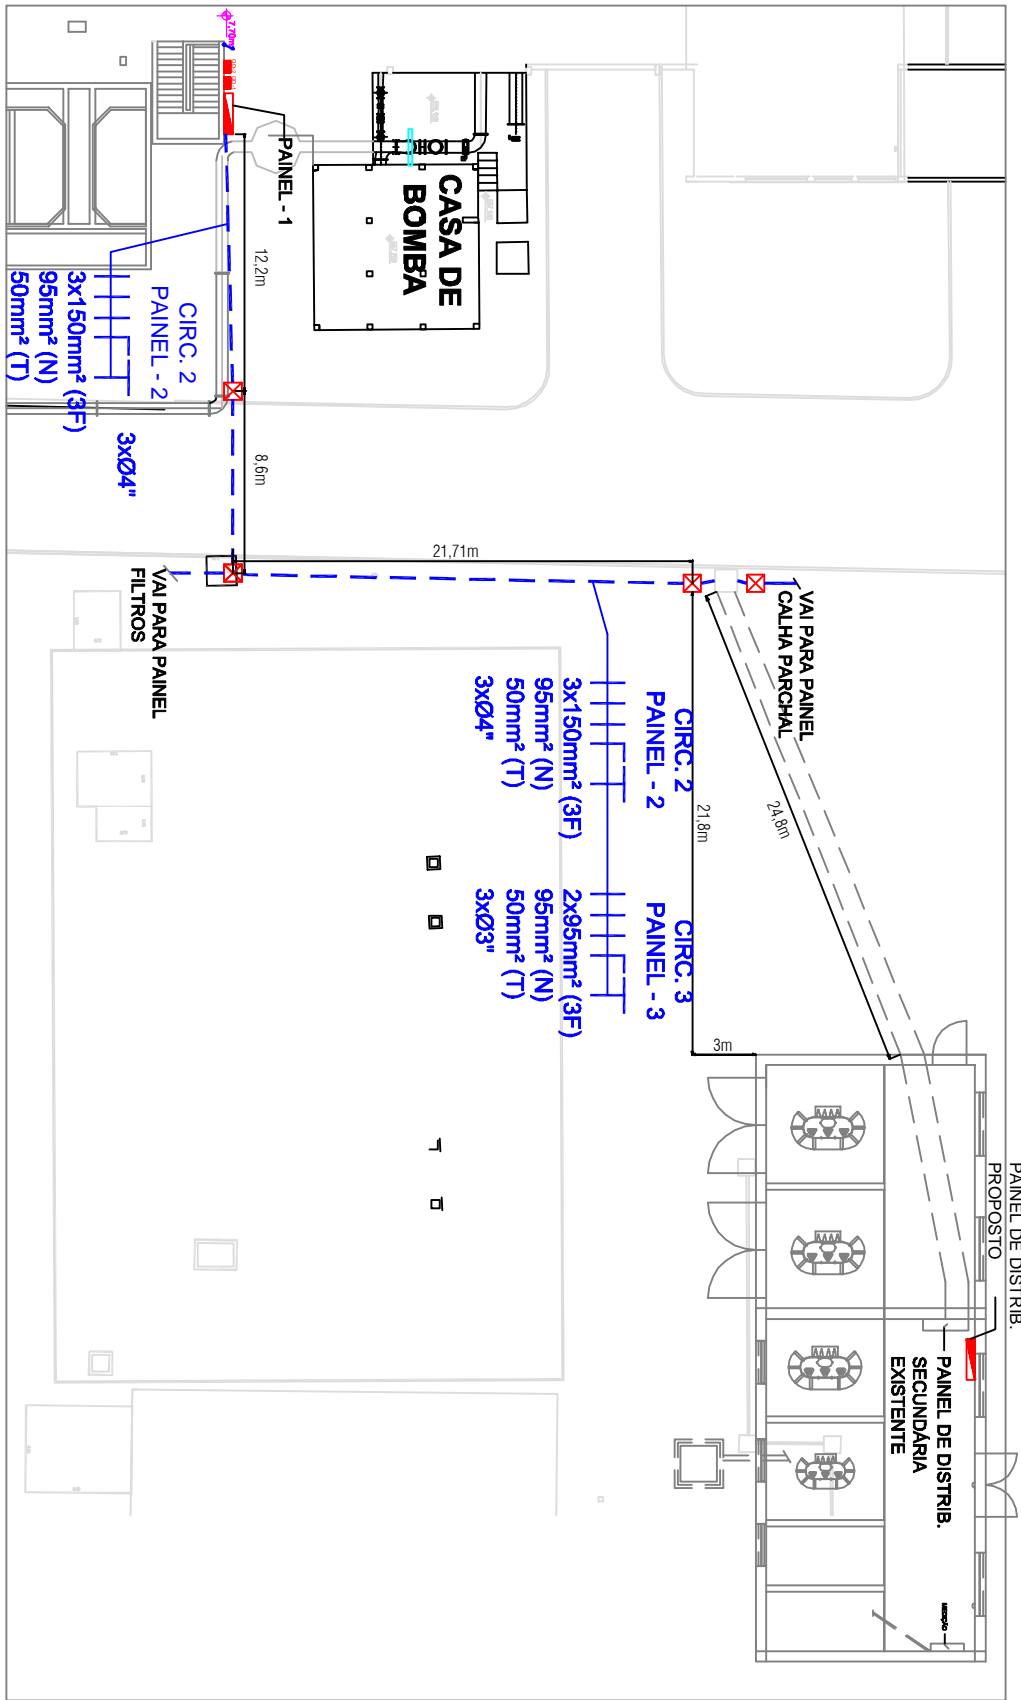 7,70m
PAINEL - 1
CASA DE
BOMBA
12,2m
CIRC. 2
PAINEL - 2
3x150mm² (3F)
95mm² (N)
50mm² (T)
3xØ4"
8,6m
21,71m
VAI PARA PAINEL
FILTROS
VAI PARA PAINEL
CALHA PARCHAL
CIRC. 2
PAINEL - 2
3x150mm² (3F)
95mm² (N)
50mm² (T)
3xØ4"
21,8m
24,8m
CIRC. 3
PAINEL - 3
2x95mm² (3F)
95mm² (N)
50mm² (T)
3xØ3"
3m
PAINEL DE DISTRIB.
PROPOSTO
PAINEL DE DISTRIB.
SECUNDÁRIA
EXISTENTE
MEDIÇÃO